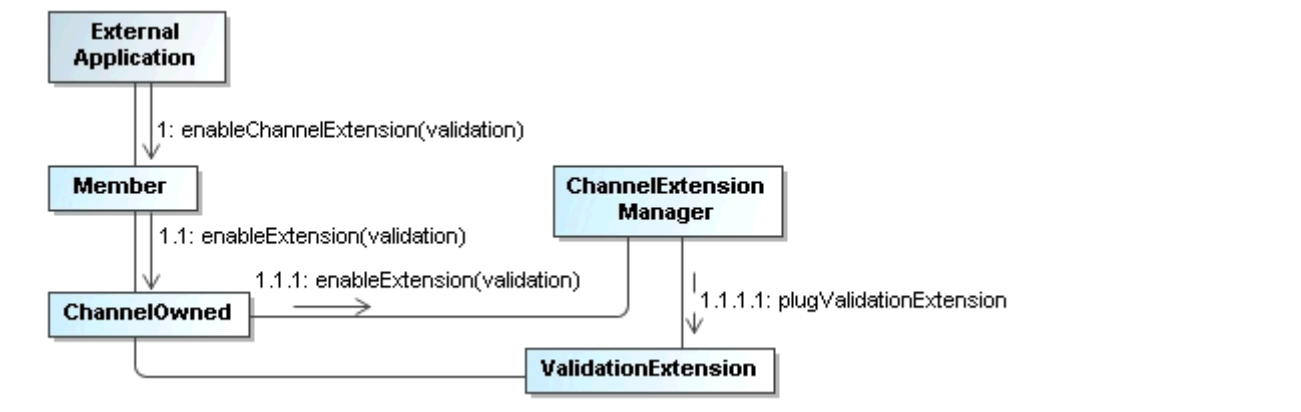 External
Application
1: enableChannelExtension(validation)
Member
ChannelExtension
Manager
1.1: enableExtension(validation)
1.1.1: enableExtension(validation)
ChannelOwned
1.1.1.1: plugValidationExtension
ValidationExtension